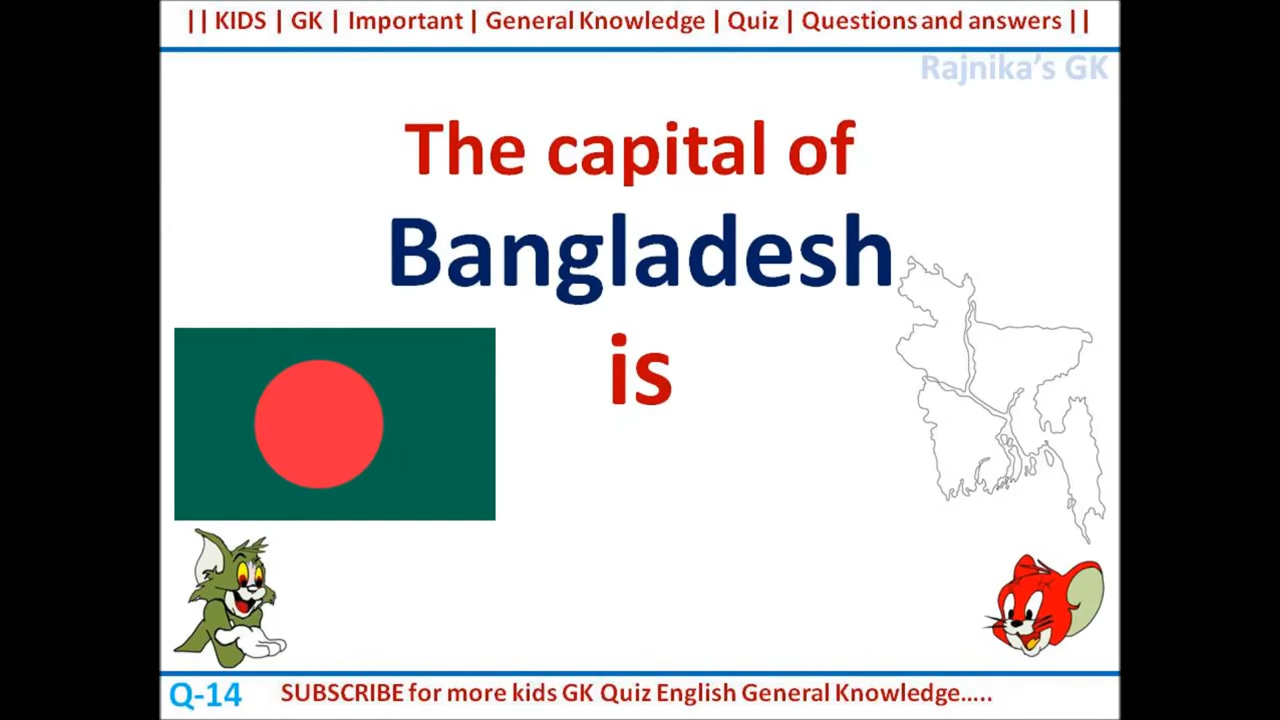 || KIDS | GK | Important | General Knowledge | Quiz | Questions and answers ||
Rajnika's GK
The capital of
Bangladesh
is
Q-14
SUBSCRIBE for more kids GK Quiz English General Knowledge…..